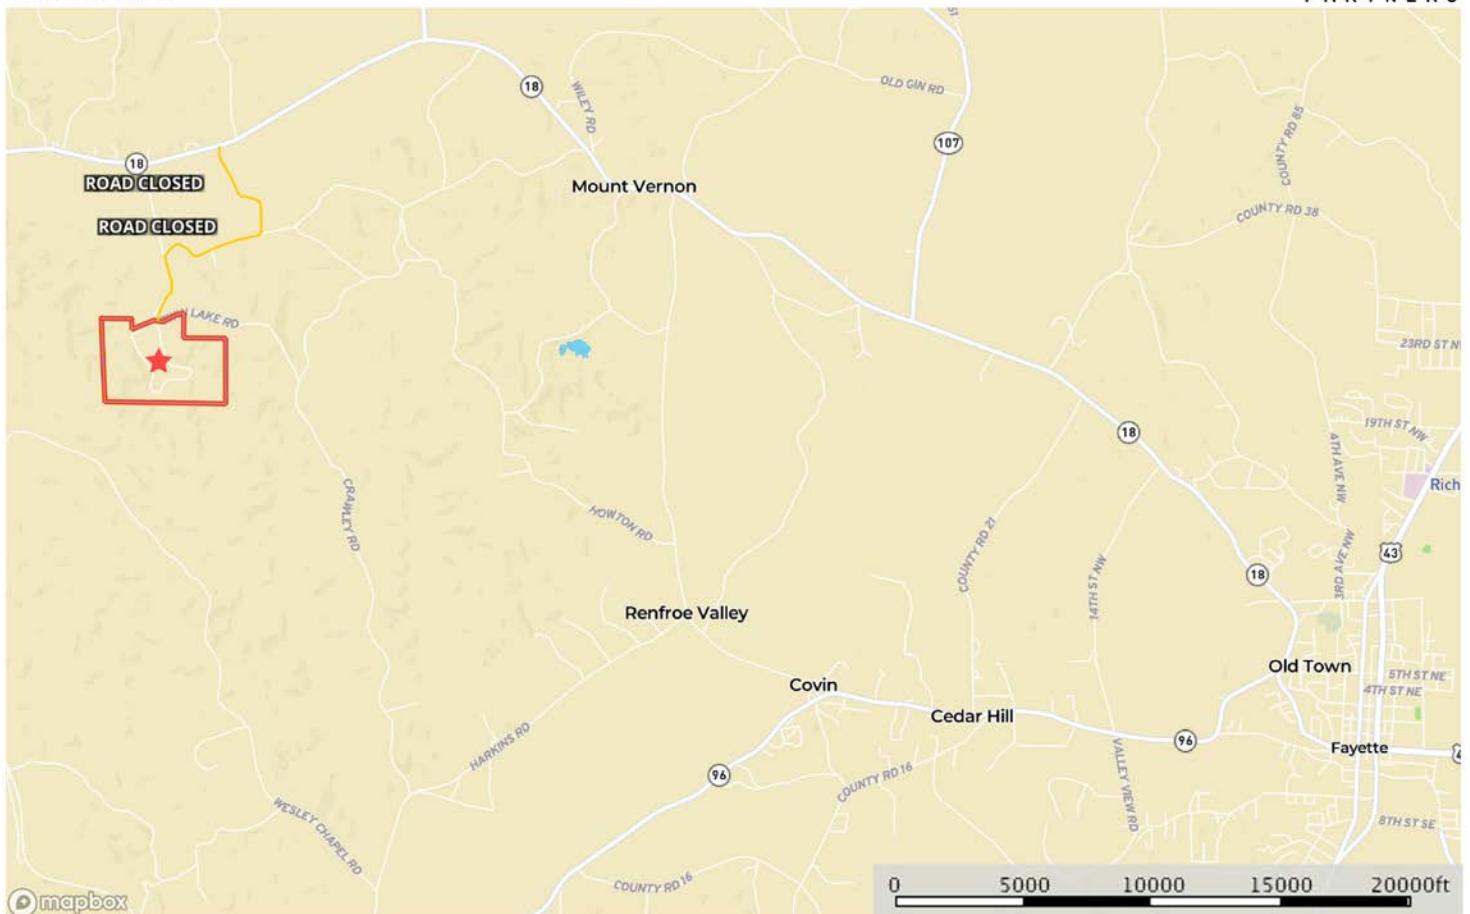 18
OLD GIN RD
WILEY RD
107
COUNTY RD 85
18
ROAD CLOSED
Mount Vernon
COUNTY RD 38
ROAD CLOSED
LAKE RD
23RD ST N
19TH ST NW
18
4TH AVE NW
Rich
CRAWLEY RD
HOWTON RD
COUNTY RD 21
14TH ST NW
3RD AVE NW
43
18
Renfroe Valley
Old Town
5TH ST NE
4TH ST NE
Covin
Cedar Hill
96
Fayette
HARKINS RD
96
COUNTY RD 16
VALLEY VIEW RD
WESLEY CHAPEL RD
8TH ST SE
COUNTY RD 16
0 5000 10000 15000 20000ft
mapbox